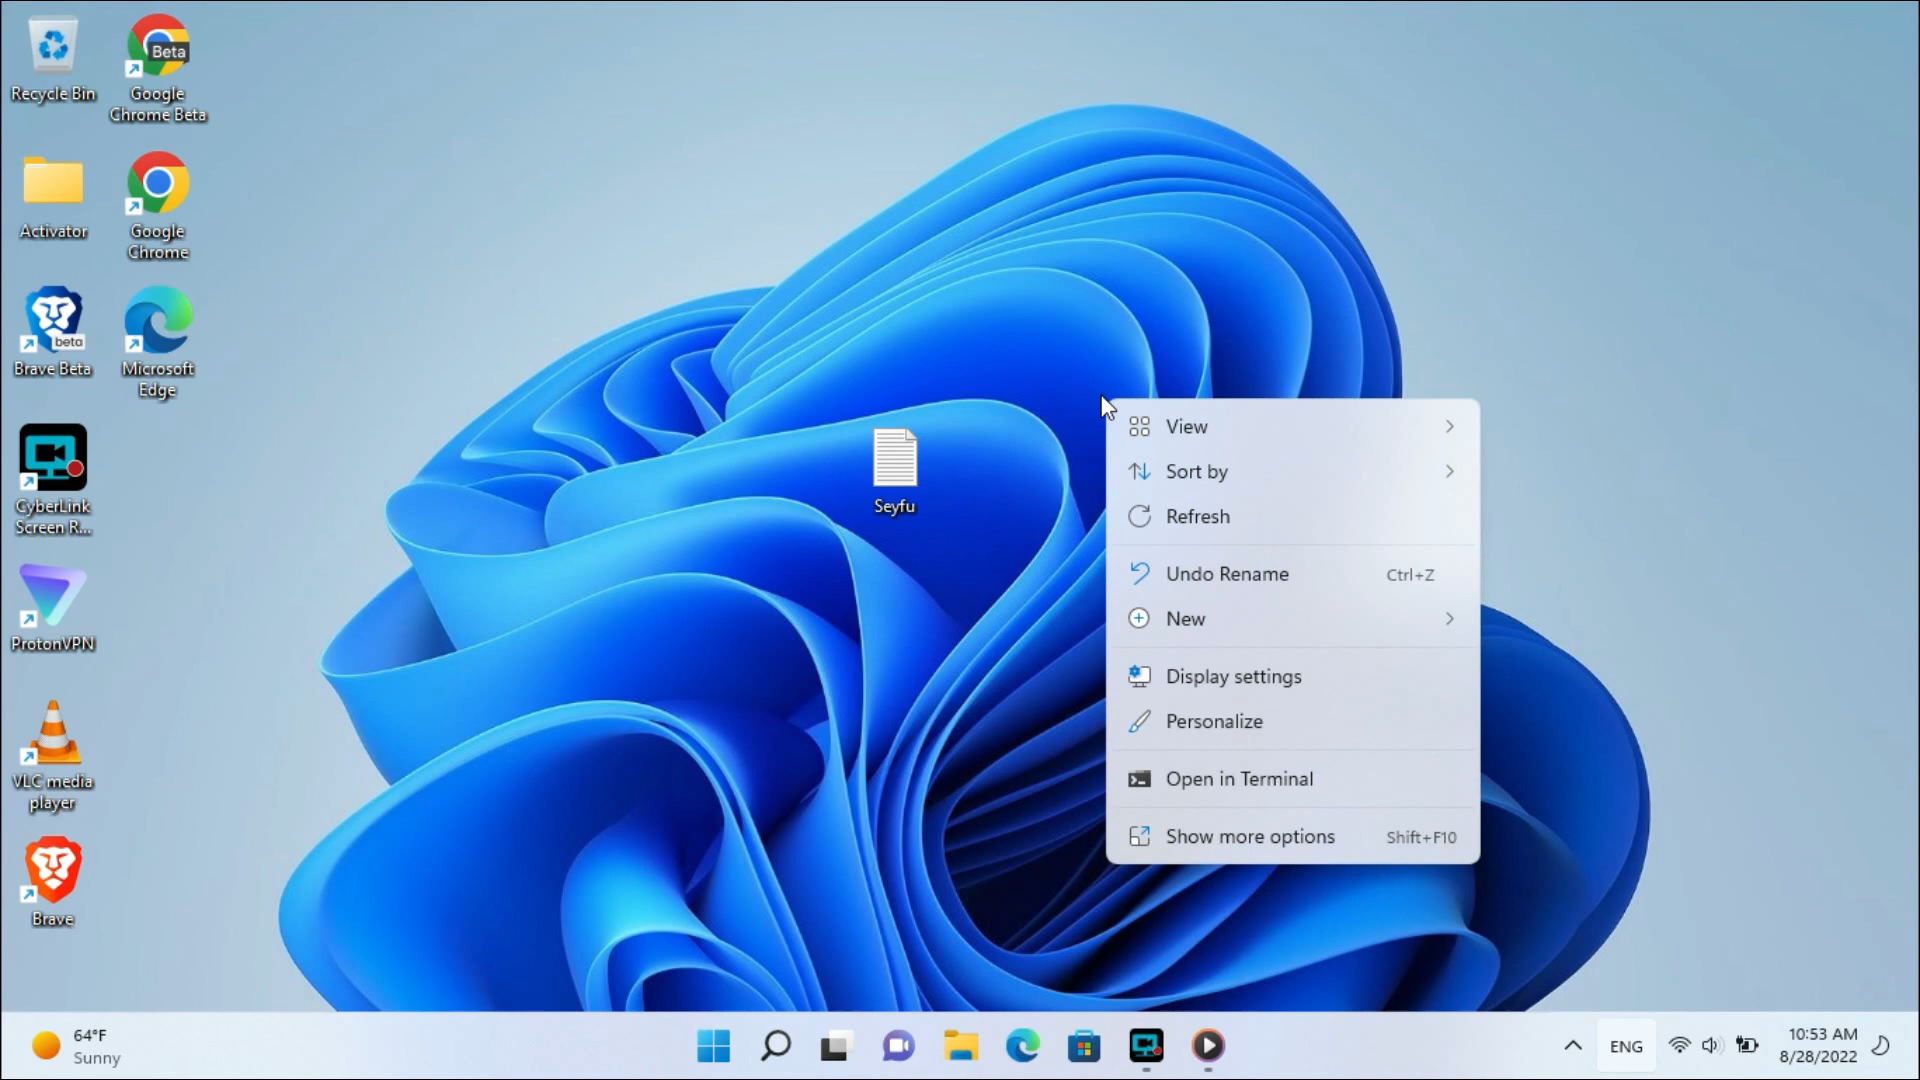 Recycle Bin
Beta
Google
Chrome Beta
Activator
Google
Chrome
beta
Brave Beta
Microsoft
Edge
CyberLink
Screen R...
ProtonVPN
VLC media
player
Brave
Seyfu
View
Sort by
Refresh
Undo Rename Ctrl+Z
New
Display settings
Personalize
Open in Terminal
Show more options Shift+F10
64°F
Sunny
ENG
10:53 AM
8/28/2022